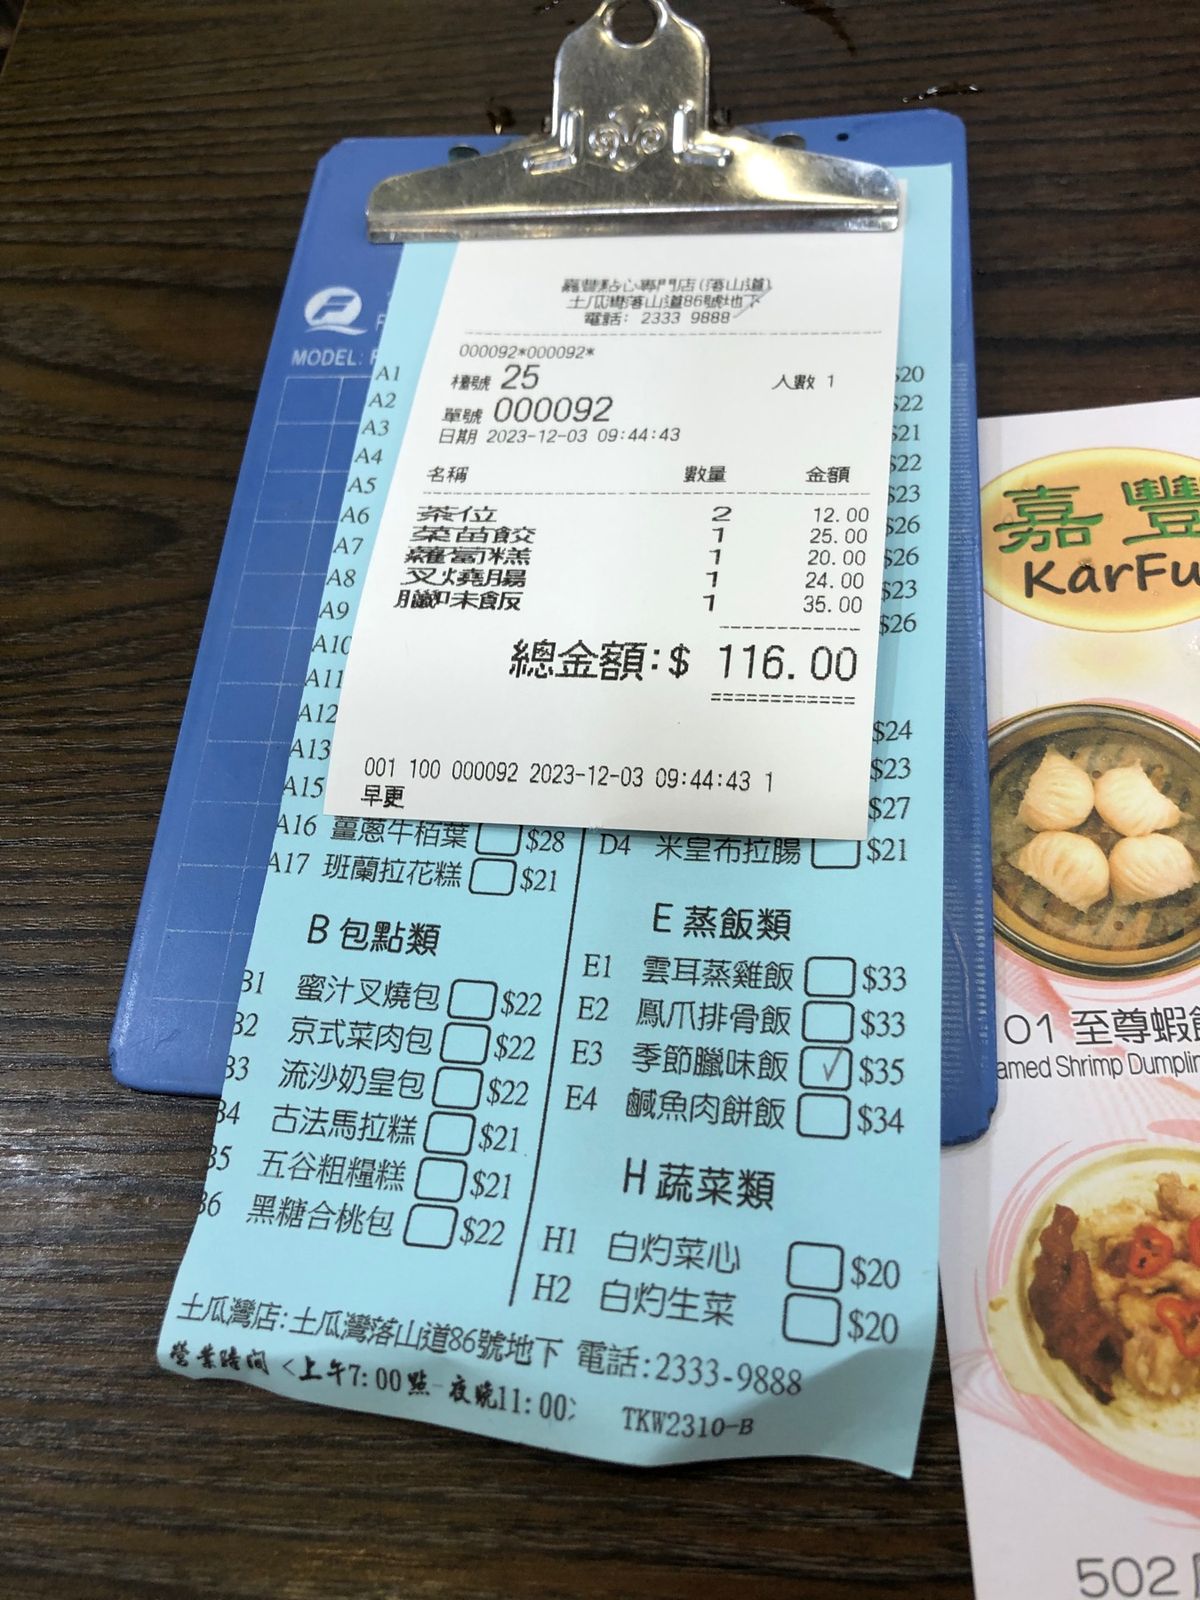 嘉豐點心專門店(落山道)
土瓜灣落山道86號地下
電話: 2333 9888
000092*000092*
檯號 25 人數 1
單號 000092
日期 2023-12-03 09:44:43
名稱 數量 金額
茶位 2 12.00
菜苗餃 1 25.00
蘿蔔糕 1 20.00
叉燒腸 1 24.00
臘味飯 1 35.00
總金額:$ 116.00
001 100 000092 2023-12-03 09:44:43 1
早更
MODEL: F
A1
A2
A3
A4
A5
A6
A7
A8
A9
A10
A11
A12
A13
A15
A16 薑蔥牛栢葉 $28
A17 班蘭拉花糕 $21
B 包點類
B1 蜜汁叉燒包 $22
B2 京式菜肉包 $22
B3 流沙奶皇包 $22
B4 古法馬拉糕 $21
B5 五谷粗糧糕 $21
B6 黑糖合桃包 $22
$20
$22
$21
$22
$23
$26
$26
$23
$26
$24
$23
$27
D4 米皇布拉腸 $21
E 蒸飯類
E1 雲耳蒸雞飯 $33
E2 鳳爪排骨飯 $33
E3 季節臘味飯 ✓ $35
E4 鹹魚肉餅飯 $34
H 蔬菜類
H1 白灼菜心 $20
H2 白灼生菜 $20
土瓜灣店:土瓜灣落山道86號地下 電話:2333-9888
營業時間 <上午7:00點-夜晚11:00> TKW2310-B
嘉豐
KarFu
01 至尊蝦餃
amed Shrimp Dumplin
502